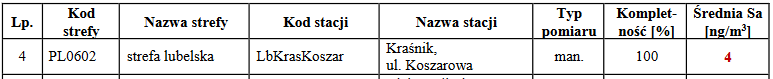 Lp. Kod strefy Nazwa strefy Kod stacji Nazwa stacji Typ pomiaru Komplet-ność [%] Średnia Sa [ng/m³]
4 PL0602 strefa lubelska LbKrasKoszar Kraśnik, ul. Koszarowa man. 100 4